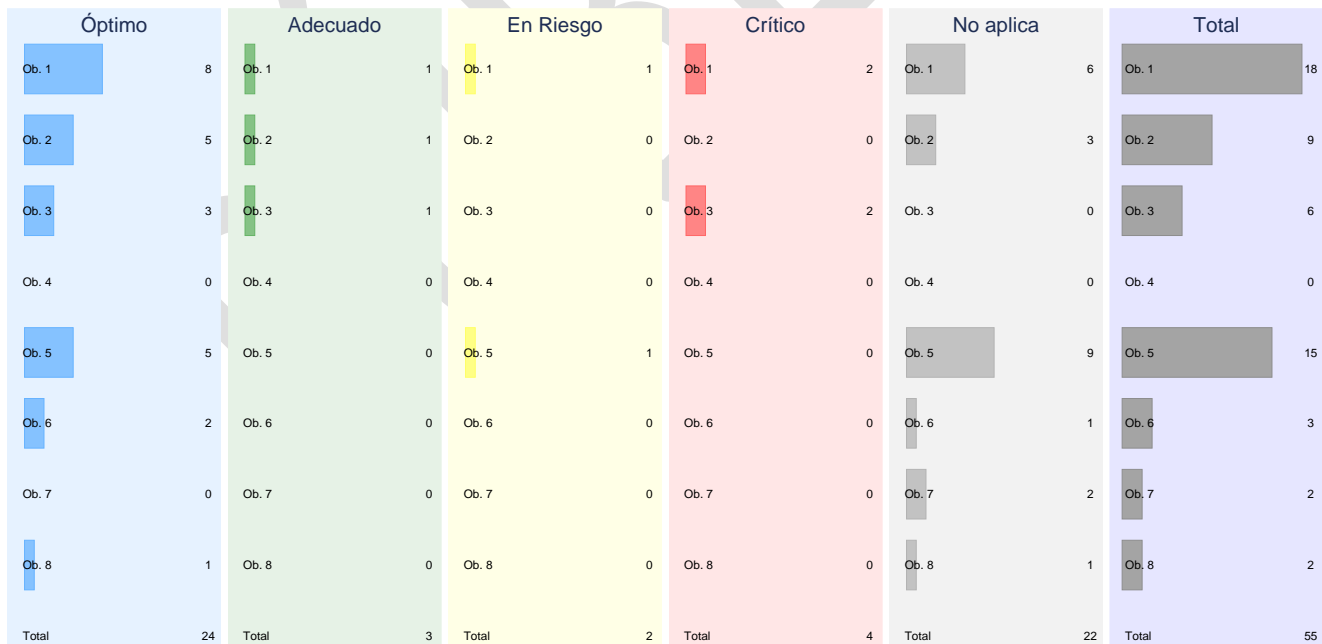 Óptimo Adecuado En Riesgo Crítico No aplica Total
Ob. 1 8 Ob. 1 1 Ob. 1 1 Ob. 1 2 Ob. 1 6 Ob. 1 18
Ob. 2 5 Ob. 2 1 Ob. 2 0 Ob. 2 0 Ob. 2 3 Ob. 2 9
Ob. 3 3 Ob. 3 1 Ob. 3 0 Ob. 3 2 Ob. 3 0 Ob. 3 6
Ob. 4 0 Ob. 4 0 Ob. 4 0 Ob. 4 0 Ob. 4 0 Ob. 4 0
Ob. 5 5 Ob. 5 0 Ob. 5 1 Ob. 5 0 Ob. 5 9 Ob. 5 15
Ob. 6 2 Ob. 6 0 Ob. 6 0 Ob. 6 0 Ob. 6 1 Ob. 6 3
Ob. 7 0 Ob. 7 0 Ob. 7 0 Ob. 7 0 Ob. 7 2 Ob. 7 2
Ob. 8 1 Ob. 8 0 Ob. 8 0 Ob. 8 0 Ob. 8 1 Ob. 8 2
Total 24 Total 3 Total 2 Total 4 Total 22 Total 55